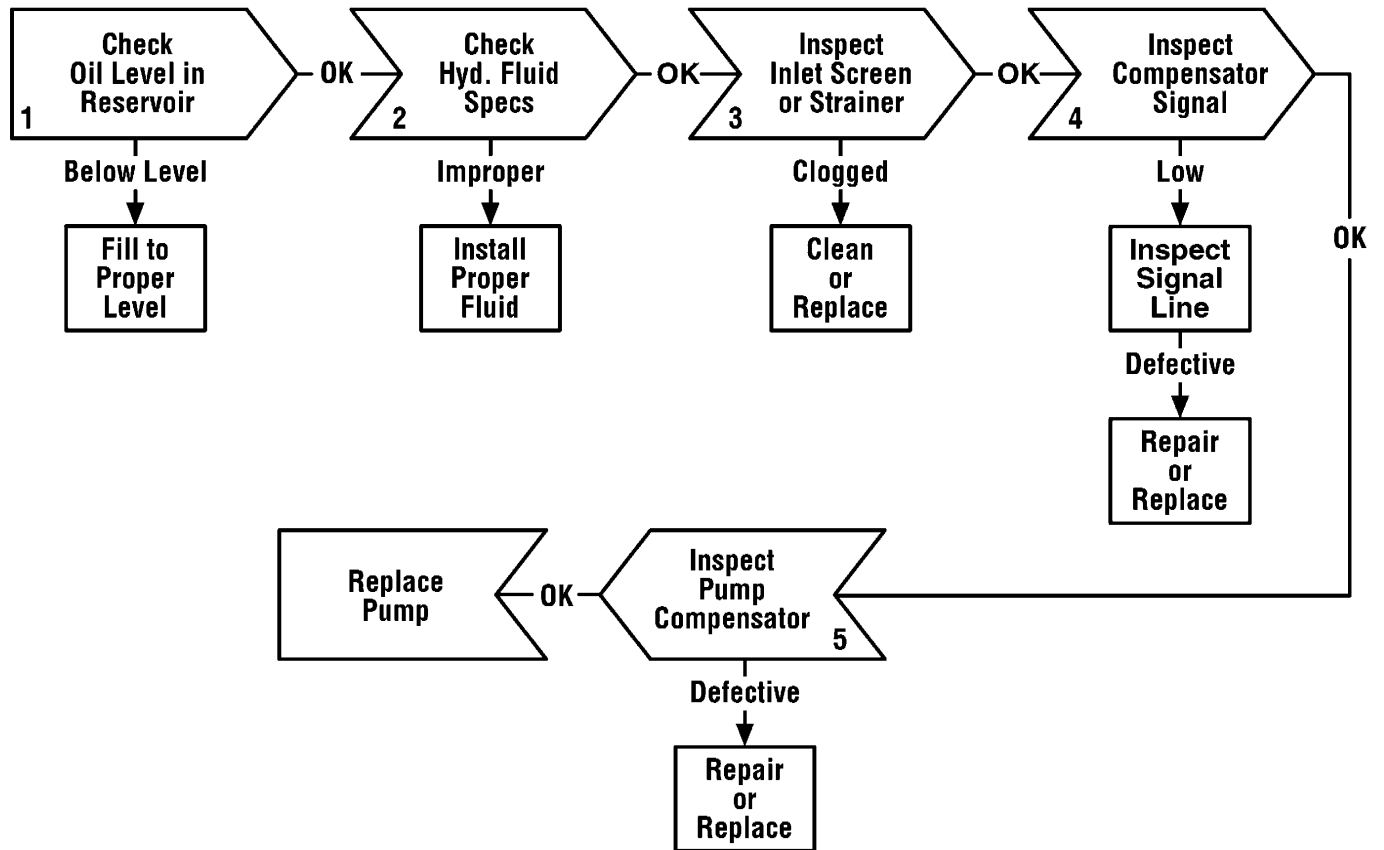 Check
Oil Level in
Reservoir
1
OK
Check
Hyd. Fluid
Specs
2
OK
Inspect
Inlet Screen
or Strainer
3
OK
Inspect
Compensator
Signal
4
Below Level
Improper
Clogged
Low
OK
Fill to
Proper
Level
Install
Proper
Fluid
Clean
or
Replace
Inspect
Signal
Line
Defective
Repair
or
Replace
Inspect
Pump
Compensator
5
OK
Replace
Pump
Defective
Repair
or
Replace